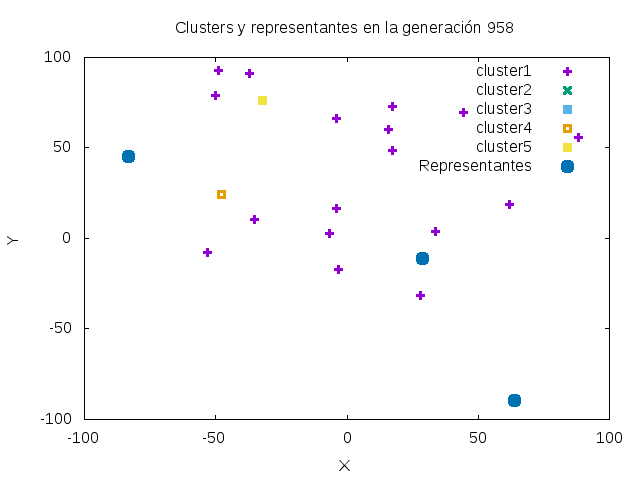 Clusters y representantes en la generación 958
100
50
0
-50
-100
-100
-50
0
50
100
Y
X
cluster1
cluster2
cluster3
cluster4
cluster5
Representantes